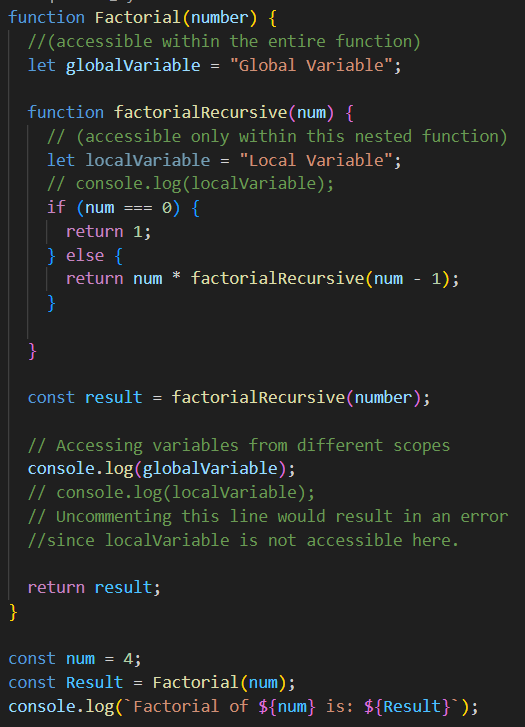 function Factorial(number) {
  //(accessible within the entire function)
  let globalVariable = "Global Variable";
  function factorialRecursive(num) {
    // (accessible only within this nested function)
    let localVariable = "Local Variable";
    // console.log(localVariable);
    if (num === 0) {
      return 1;
    } else {
      return num * factorialRecursive(num - 1);
    }
  }
  const result = factorialRecursive(number);
  // Accessing variables from different scopes
  console.log(globalVariable);
  // console.log(localVariable);
  // Uncommenting this line would result in an error
  //since localVariable is not accessible here.
  return result;
}
const num = 4;
const Result = Factorial(num);
console.log(`Factorial of ${num} is: ${Result}`);